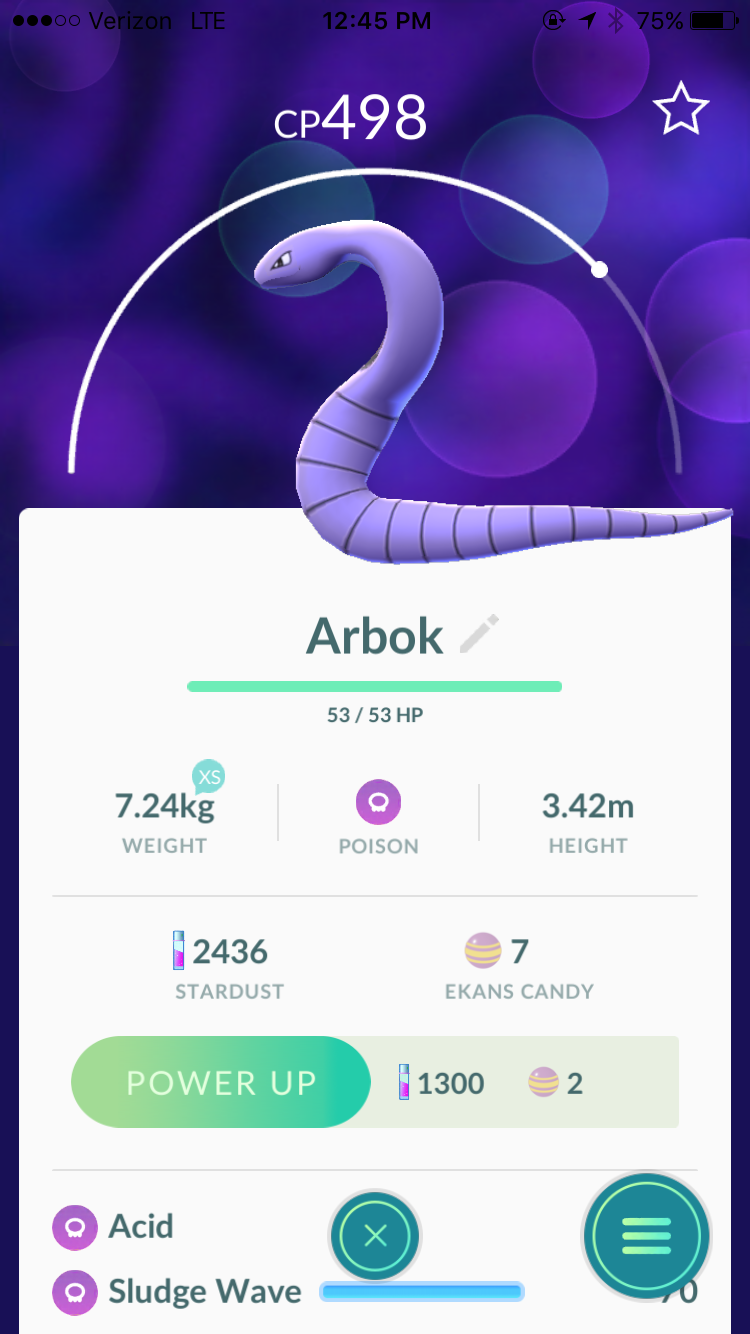 Verizon LTE 12:45 PM 75%
CP498
Arbok
53 / 53 HP
XS
7.24kg 3.42m
WEIGHT POISON HEIGHT
2436 7
STARDUST EKANS CANDY
POWER UP 1300 2
Acid
Sludge Wave 70